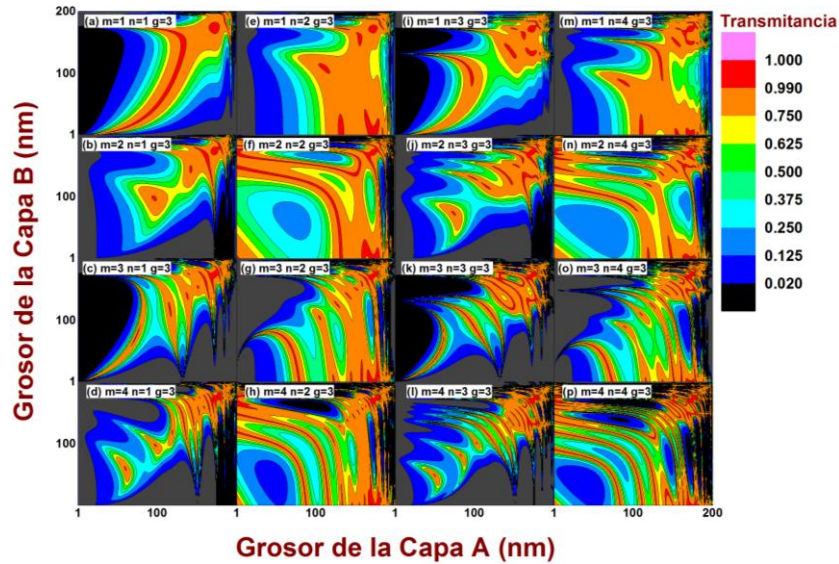 200
(a) m=1 n=1 g=3
(e) m=1 n=2 g=3
(i) m=1 n=3 g=3
(m) m=1 n=4 g=3
100
1
(b) m=2 n=1 g=3
(f) m=2 n=2 g=3
(j) m=2 n=3 g=3
(n) m=2 n=4 g=3
100
1
(c) m=3 n=1 g=3
(g) m=3 n=2 g=3
(k) m=3 n=3 g=3
(o) m=3 n=4 g=3
100
1
(d) m=4 n=1 g=3
(h) m=4 n=2 g=3
(l) m=4 n=3 g=3
(p) m=4 n=4 g=3
100
1 100 1 100 1 100 1 100 200
Grosor de la Capa B (nm)
Grosor de la Capa A (nm)
Transmitancia
1.000
0.990
0.750
0.625
0.500
0.375
0.250
0.125
0.020